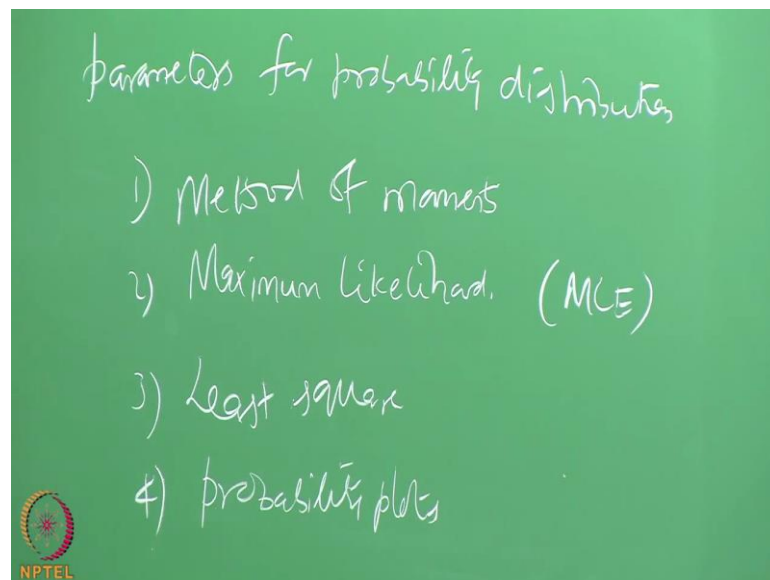 parameters for probability distribution
1) Method of moments
2) Maximum Likelihood. (MLE)
3) Least square
4) probability plots
NPTEL